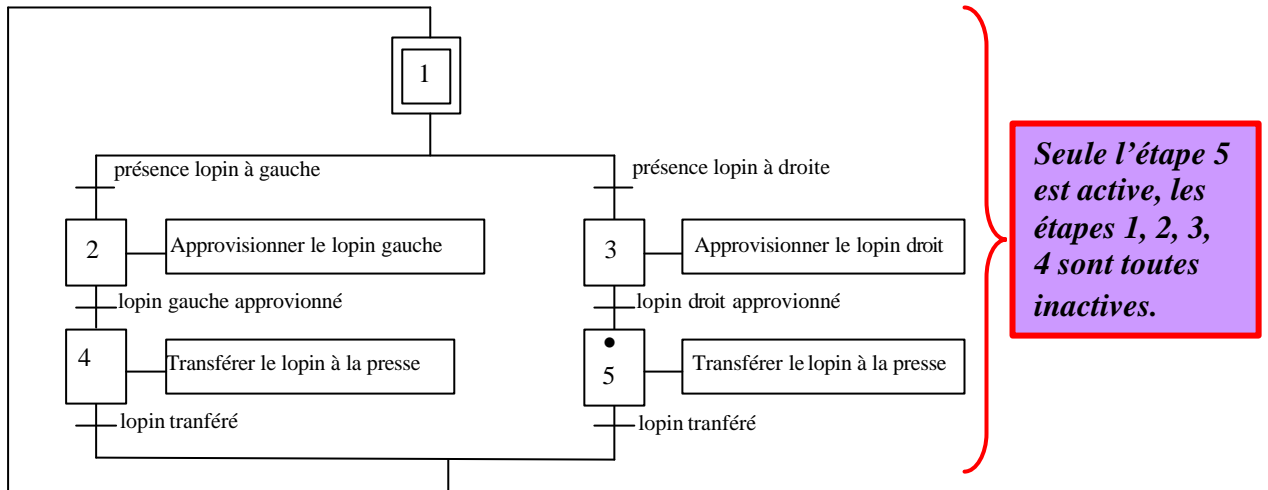 1
présence lopin à gauche
présence lopin à droite
2
Approvisionner le lopin gauche
3
Approvisionner le lopin droit
lopin gauche approvionné
lopin droit approvionné
4
Transférer le lopin à la presse
5
Transférer le lopin à la presse
lopin tranféré
lopin tranféré
Seule l’étape 5
est active, les
étapes 1, 2, 3,
4 sont toutes
inactives.